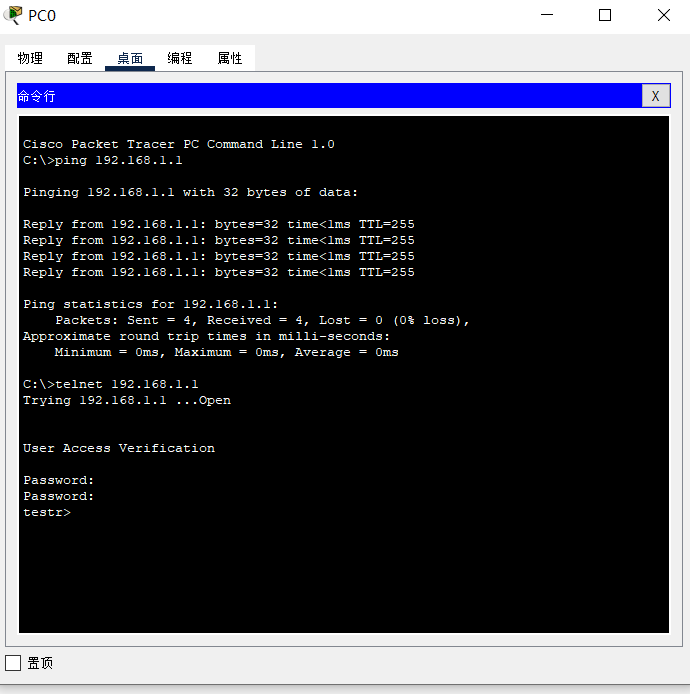 PC0
物理 配置 桌面 编程 属性
命令行 X
Cisco Packet Tracer PC Command Line 1.0
C:\>ping 192.168.1.1
Pinging 192.168.1.1 with 32 bytes of data:
Reply from 192.168.1.1: bytes=32 time<1ms TTL=255
Reply from 192.168.1.1: bytes=32 time<1ms TTL=255
Reply from 192.168.1.1: bytes=32 time<1ms TTL=255
Reply from 192.168.1.1: bytes=32 time<1ms TTL=255
Ping statistics for 192.168.1.1:
Packets: Sent = 4, Received = 4, Lost = 0 (0% loss),
Approximate round trip times in milli-seconds:
Minimum = 0ms, Maximum = 0ms, Average = 0ms
C:\>telnet 192.168.1.1
Trying 192.168.1.1 ...Open
User Access Verification
Password:
Password:
testr>
置顶